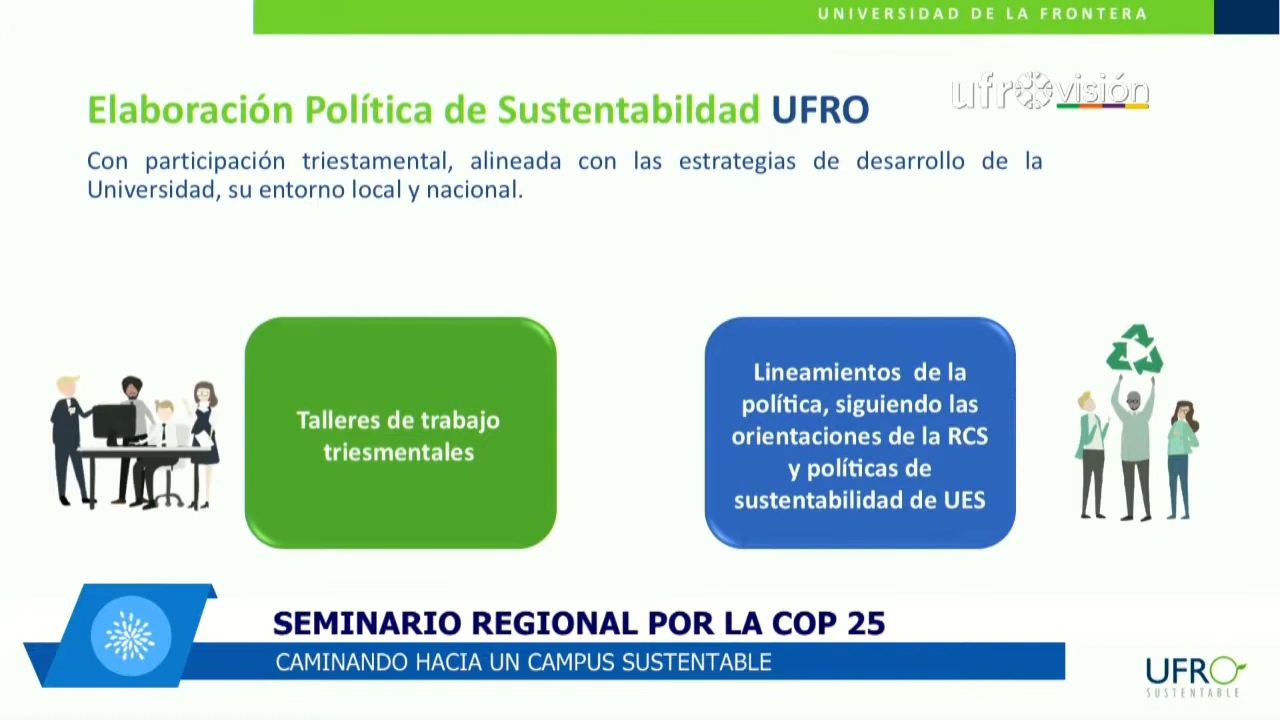 UNIVERSIDAD DE LA FRONTERA
ufro visión
Elaboración Política de Sustentabildad UFRO
Con participación triestamental, alineada con las estrategias de desarrollo de la
Universidad, su entorno local y nacional.
Talleres de trabajo
triesmentales
Lineamientos de la
política, siguiendo las
orientaciones de la RCS
y políticas de
sustentabilidad de UES
SEMINARIO REGIONAL POR LA COP 25
CAMINANDO HACIA UN CAMPUS SUSTENTABLE
UFRO
SUSTENTABLE